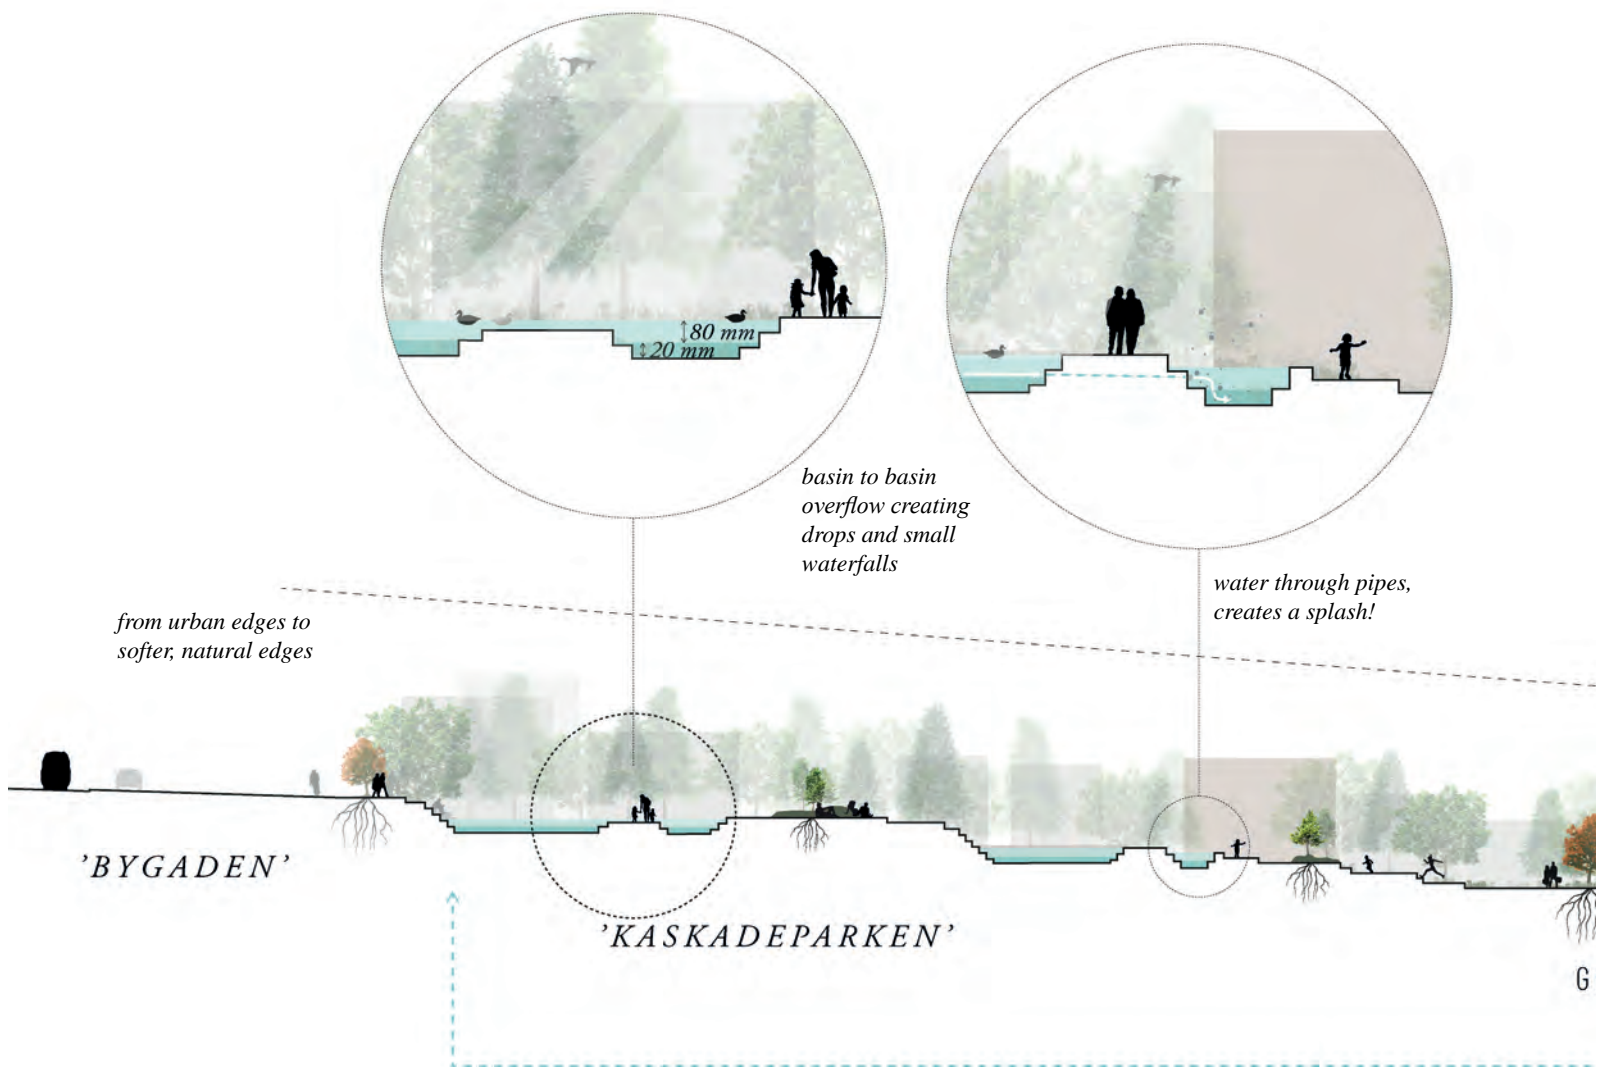 80 mm
20 mm
basin to basin
overflow creating
drops and small
waterfalls
water through pipes,
creates a splash!
from urban edges to
softer, natural edges
'BYGADEN'
'KASKADEPARKEN'
G